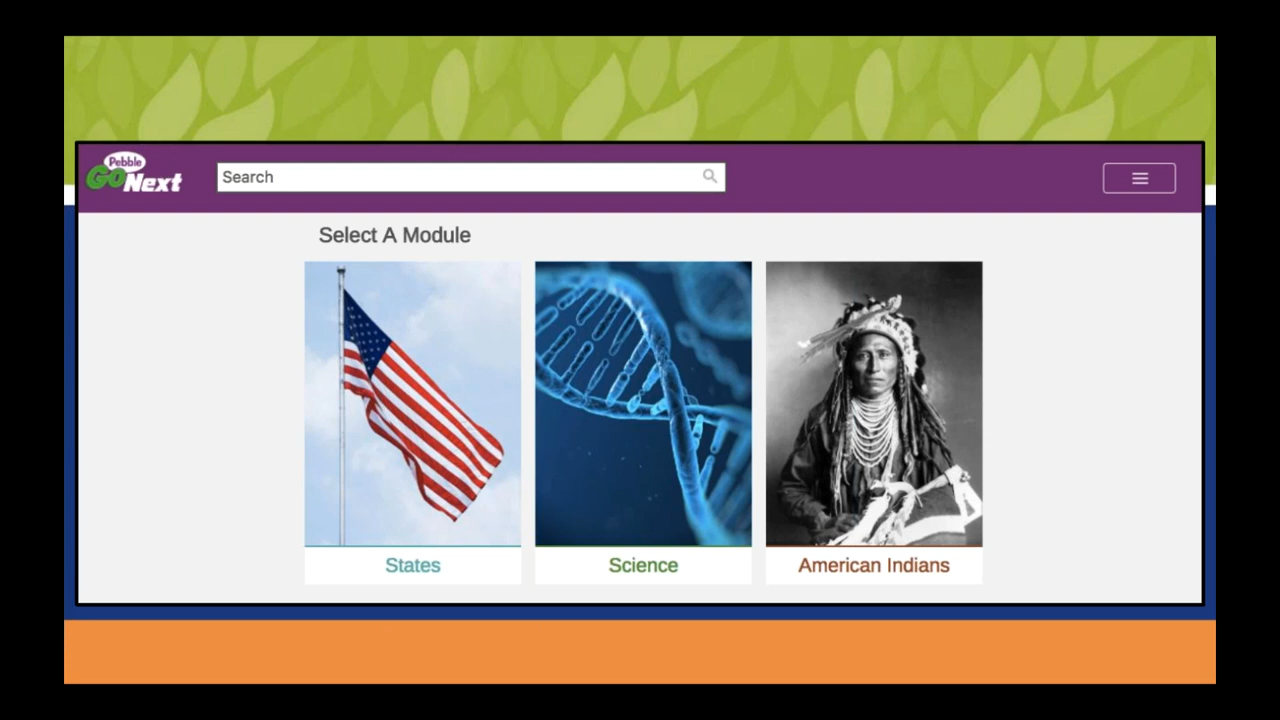 Pebble
GO Next
Search
Select A Module
States
Science
American Indians